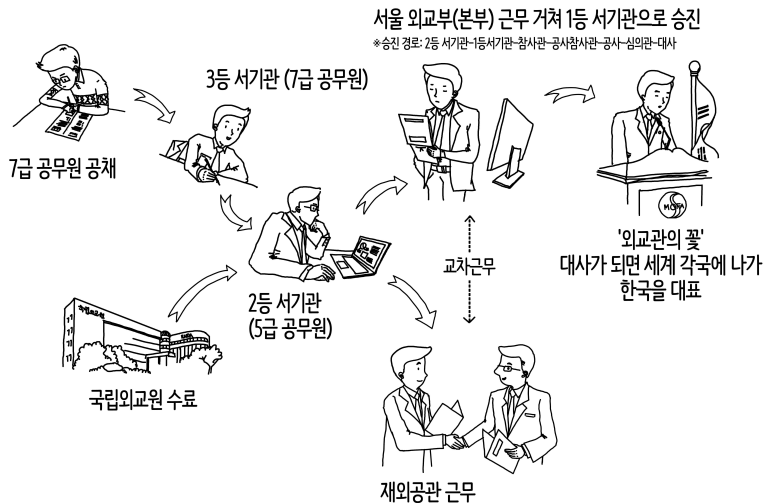 서울 외교부(본부) 근무 거쳐 1등 서기관으로 승진
※승진 경로: 2등 서기관-1등서기관-참사관-공사참사관-공사-심의관-대사
3등 서기관 (7급 공무원)
7급 공무원 공채
MOFA
'외교관의 꽃'
대사가 되면 세계 각국에 나가
한국을 대표
교차근무
2등 서기관
(5급 공무원)
국립외교원 수료
재외공관 근무